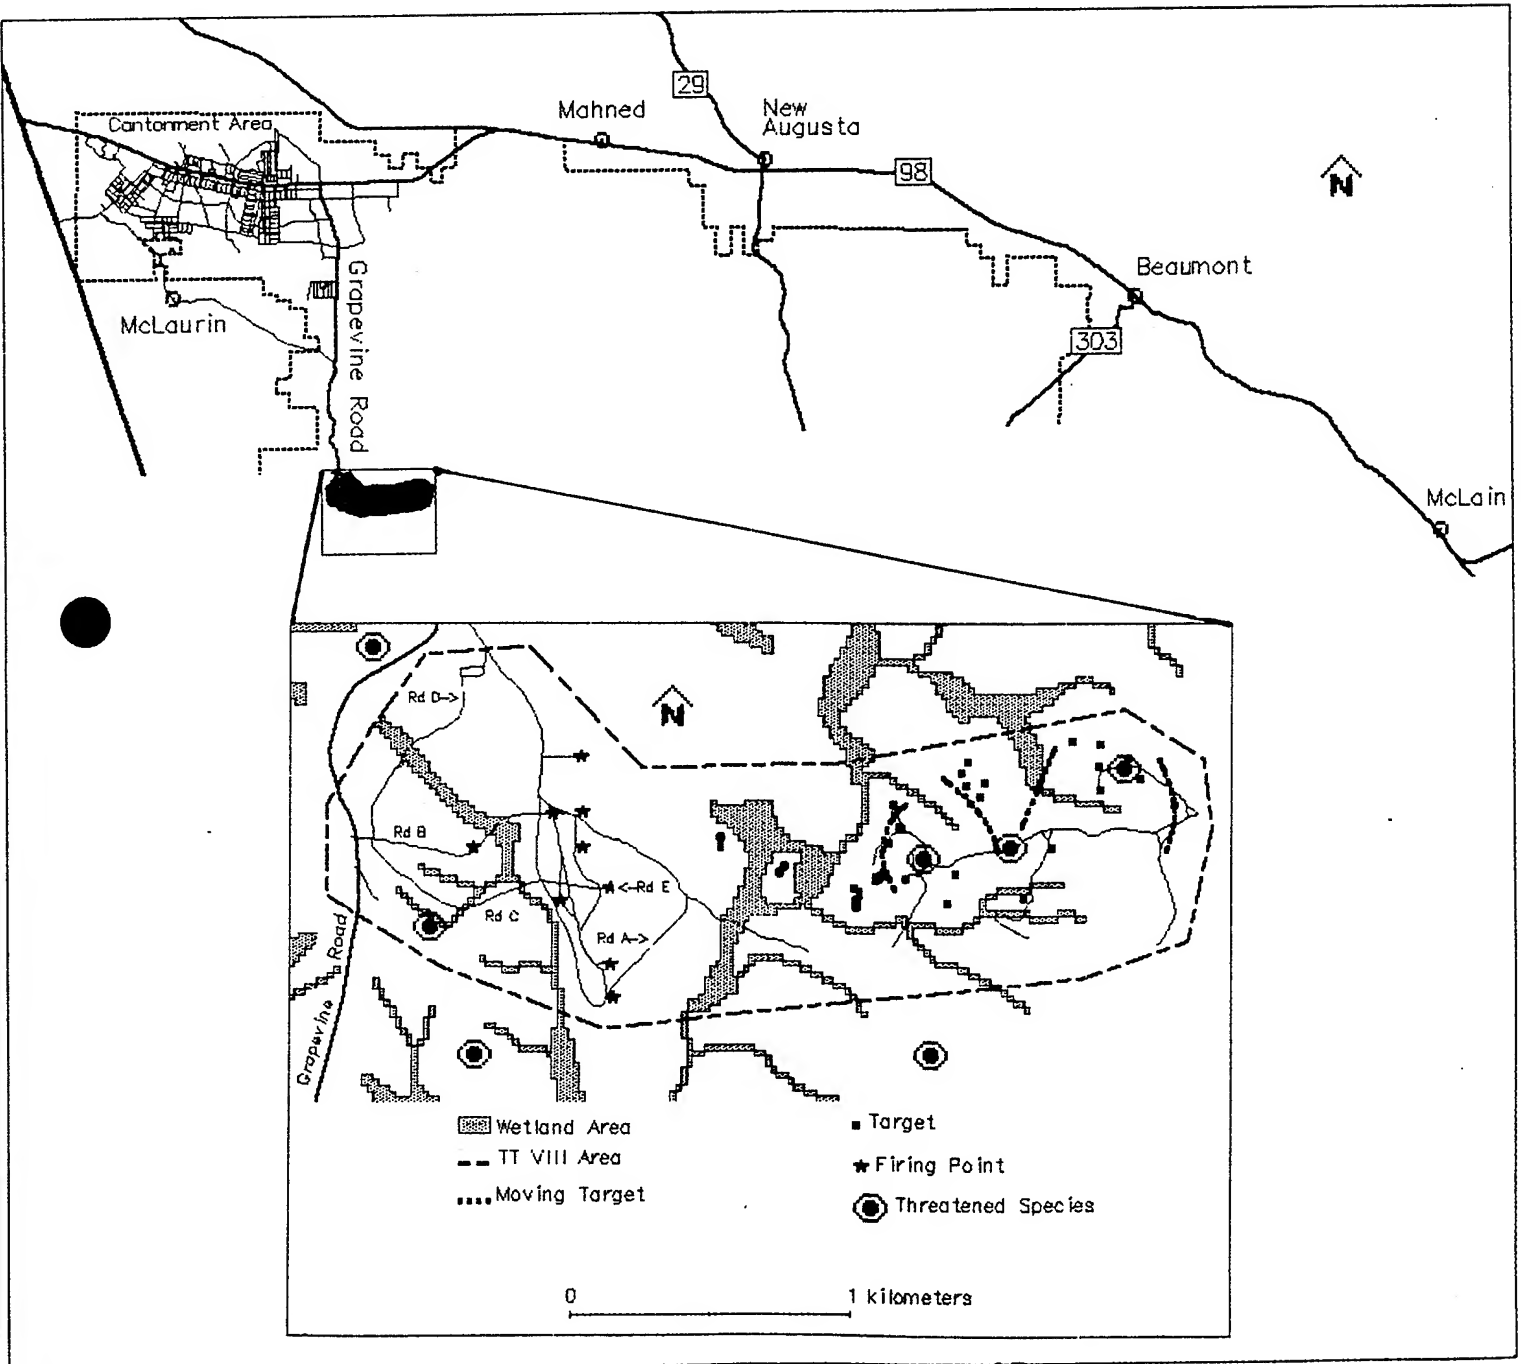 29
Mahned
New
Augusta
Cantonment Area
98
N
Beaumont
McLaurin
Grapevine Road
303
McLain
Rd D->
N
Rd B
<-Rd E
Rd C
Rd A->
Grapevine Road
Wetland Area
Target
TT VIII Area
Firing Point
Moving Target
Threatened Species
0
1 kilometers